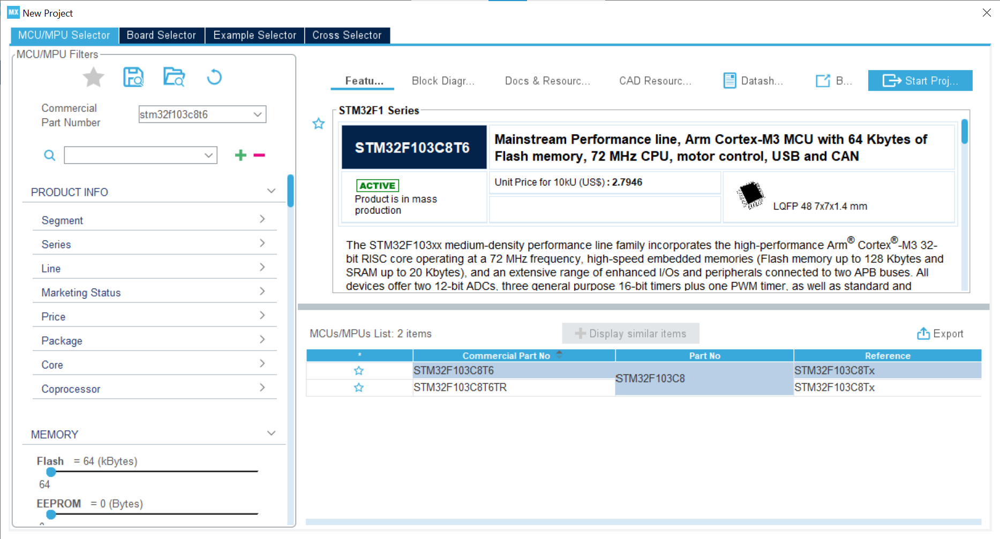 MX New Project
MCU/MPU Selector
Board Selector
Example Selector
Cross Selector
MCU/MPU Filters
Commercial
Part Number
stm32f103c8t6
PRODUCT INFO
Segment
Series
Line
Marketing Status
Price
Package
Core
Coprocessor
MEMORY
Flash = 64 (kBytes)
64
EEPROM = 0 (Bytes)
Featu...
Block Diagr...
Docs & Resourc...
CAD Resourc...
Datash...
B...
Start Proj...
STM32F1 Series
STM32F103C8T6
Mainstream Performance line, Arm Cortex-M3 MCU with 64 Kbytes of
Flash memory, 72 MHz CPU, motor control, USB and CAN
ACTIVE
Product is in mass
production
Unit Price for 10kU (US$) : 2.7946
LQFP 48 7x7x1.4 mm
The STM32F103xx medium-density performance line family incorporates the high-performance Arm® Cortex®-M3 32-
bit RISC core operating at a 72 MHz frequency, high-speed embedded memories (Flash memory up to 128 Kbytes and
SRAM up to 20 Kbytes), and an extensive range of enhanced I/Os and peripherals connected to two APB buses. All
devices offer two 12-bit ADCs, three general purpose 16-bit timers plus one PWM timer, as well as standard and
MCUs/MPUs List: 2 items
Display similar items
Export
* Commercial Part No Part No Reference
STM32F103C8T6 STM32F103C8 STM32F103C8Tx
STM32F103C8T6TR STM32F103C8Tx